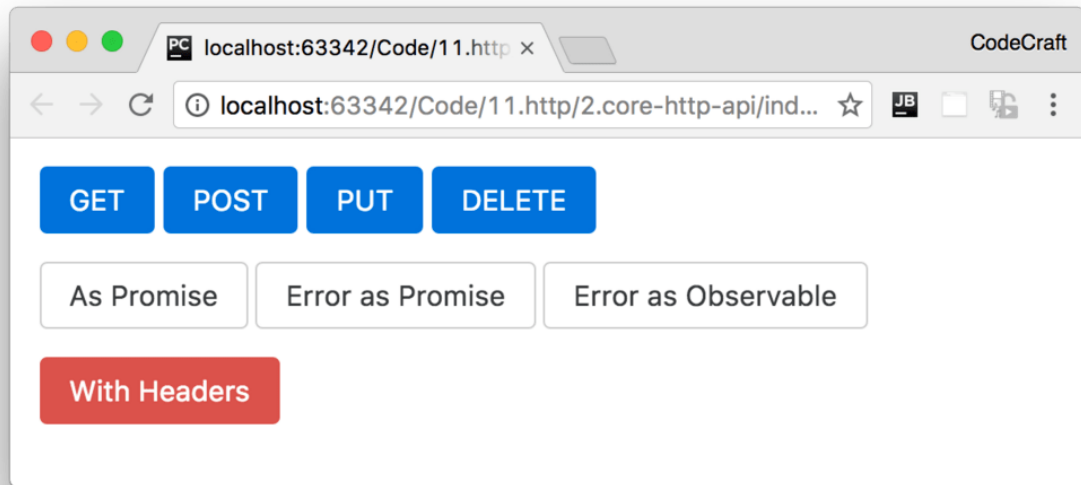 PC localhost:63342/Code/11.http CodeCraft
localhost:63342/Code/11.http/2.core-http-api/ind... JB
GET POST PUT DELETE
As Promise Error as Promise Error as Observable
With Headers